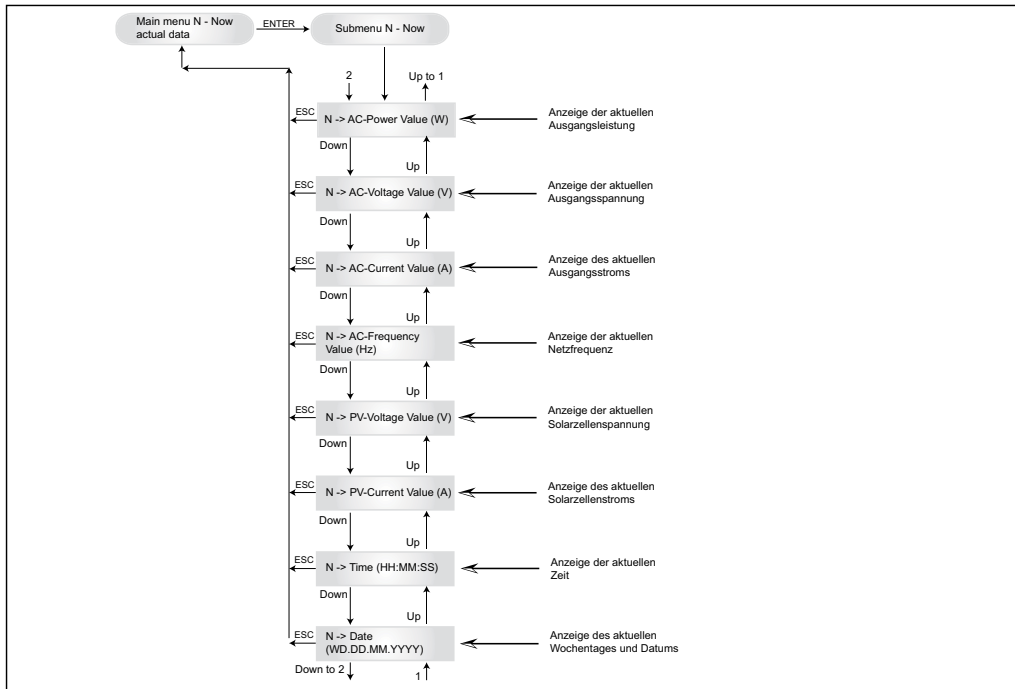 Main menu N - Now
actual data
ENTER
Submenu N - Now
2
Up to 1
ESC
N -> AC-Power Value (W)
Anzeige der aktuellen
Ausgangsleistung
Down
Up
ESC
N -> AC-Voltage Value (V)
Anzeige der aktuellen
Ausgangsspannung
Down
Up
ESC
N -> AC-Current Value (A)
Anzeige des aktuellen
Ausgangsstroms
Down
Up
ESC
N -> AC-Frequency
Value (Hz)
Anzeige der aktuellen
Netzfrequenz
Down
Up
ESC
N -> PV-Voltage Value (V)
Anzeige der aktuellen
Solarzellenspannung
Down
Up
ESC
N -> PV-Current Value (A)
Anzeige des aktuellen
Solarzellenstroms
Down
Up
ESC
N -> Time (HH:MM:SS)
Anzeige der aktuellen
Zeit
Down
Up
ESC
N -> Date
(WD.DD.MM.YYYY)
Anzeige des aktuellen
Wochentages und Datums
Down to 2
1